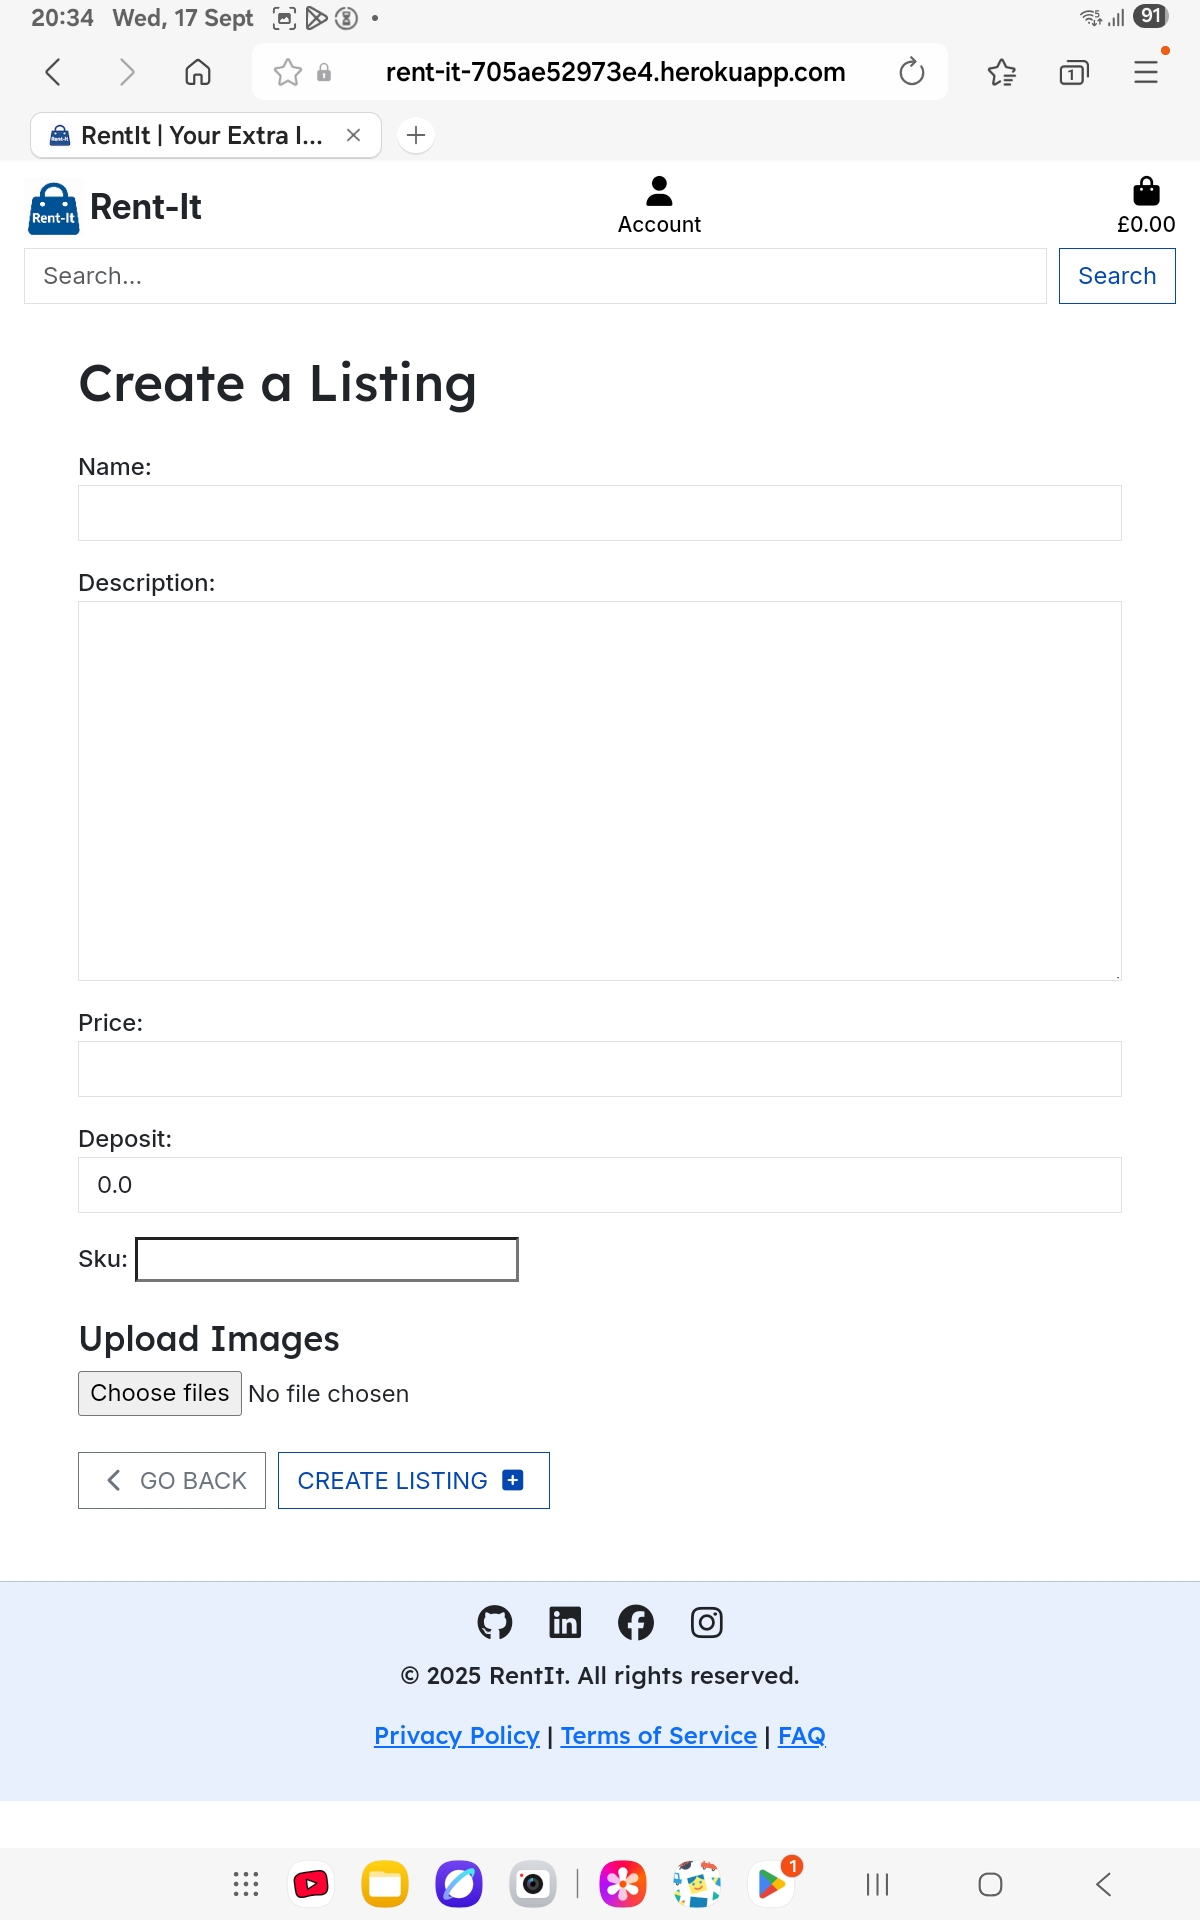 20:34 Wed, 17 Sept
91
rent-it-705ae52973e4.herokuapp.com
1
RentIt | Your Extra I...
Rent-It Rent-It
Account
£0.00
Search...
Search
Create a Listing
Name:
Description:
Price:
Deposit:
0.0
Sku:
Upload Images
Choose files No file chosen
GO BACK
CREATE LISTING
© 2025 RentIt. All rights reserved.
Privacy Policy | Terms of Service | FAQ
1